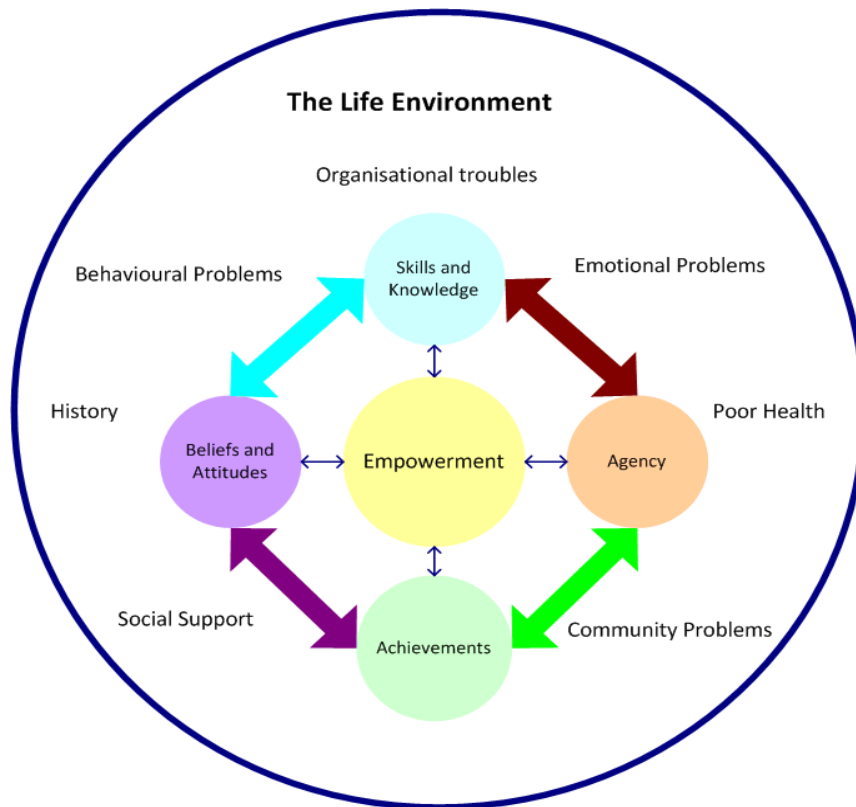 The Life Environment
Organisational troubles
Behavioural Problems
Skills and
Knowledge
Emotional Problems
History
Beliefs and
Attitudes
Empowerment
Agency
Poor Health
Social Support
Achievements
Community Problems